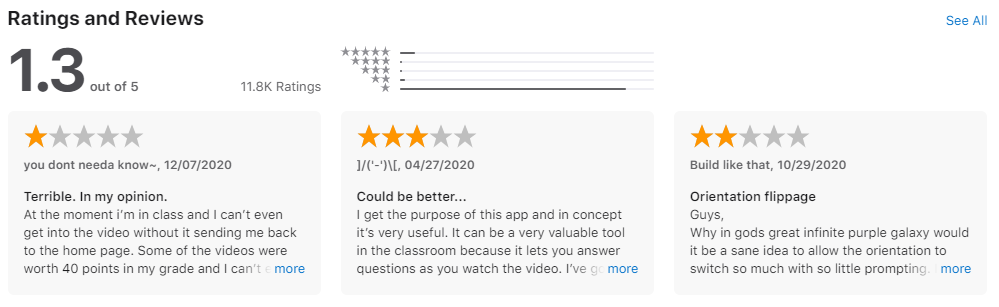 Ratings and Reviews
See All
1.3 out of 5
11.8K Ratings
you dont needa know~, 12/07/2020
Terrible. In my opinion.
At the moment i'm in class and I can't even
get into the video without it sending me back
to the home page. Some of the videos were
worth 40 points in my grade and I can't more
]/('-')\[, 04/27/2020
Could be better...
I get the purpose of this app and in concept
it's very useful. It can be a very valuable tool
in the classroom because it lets you answer
questions as you watch the video. I've more
Build like that, 10/29/2020
Orientation flippage
Guys,
Why in gods great infinite purple galaxy would
it be a sane idea to allow the orientation to
switch so much with so little prompting. more